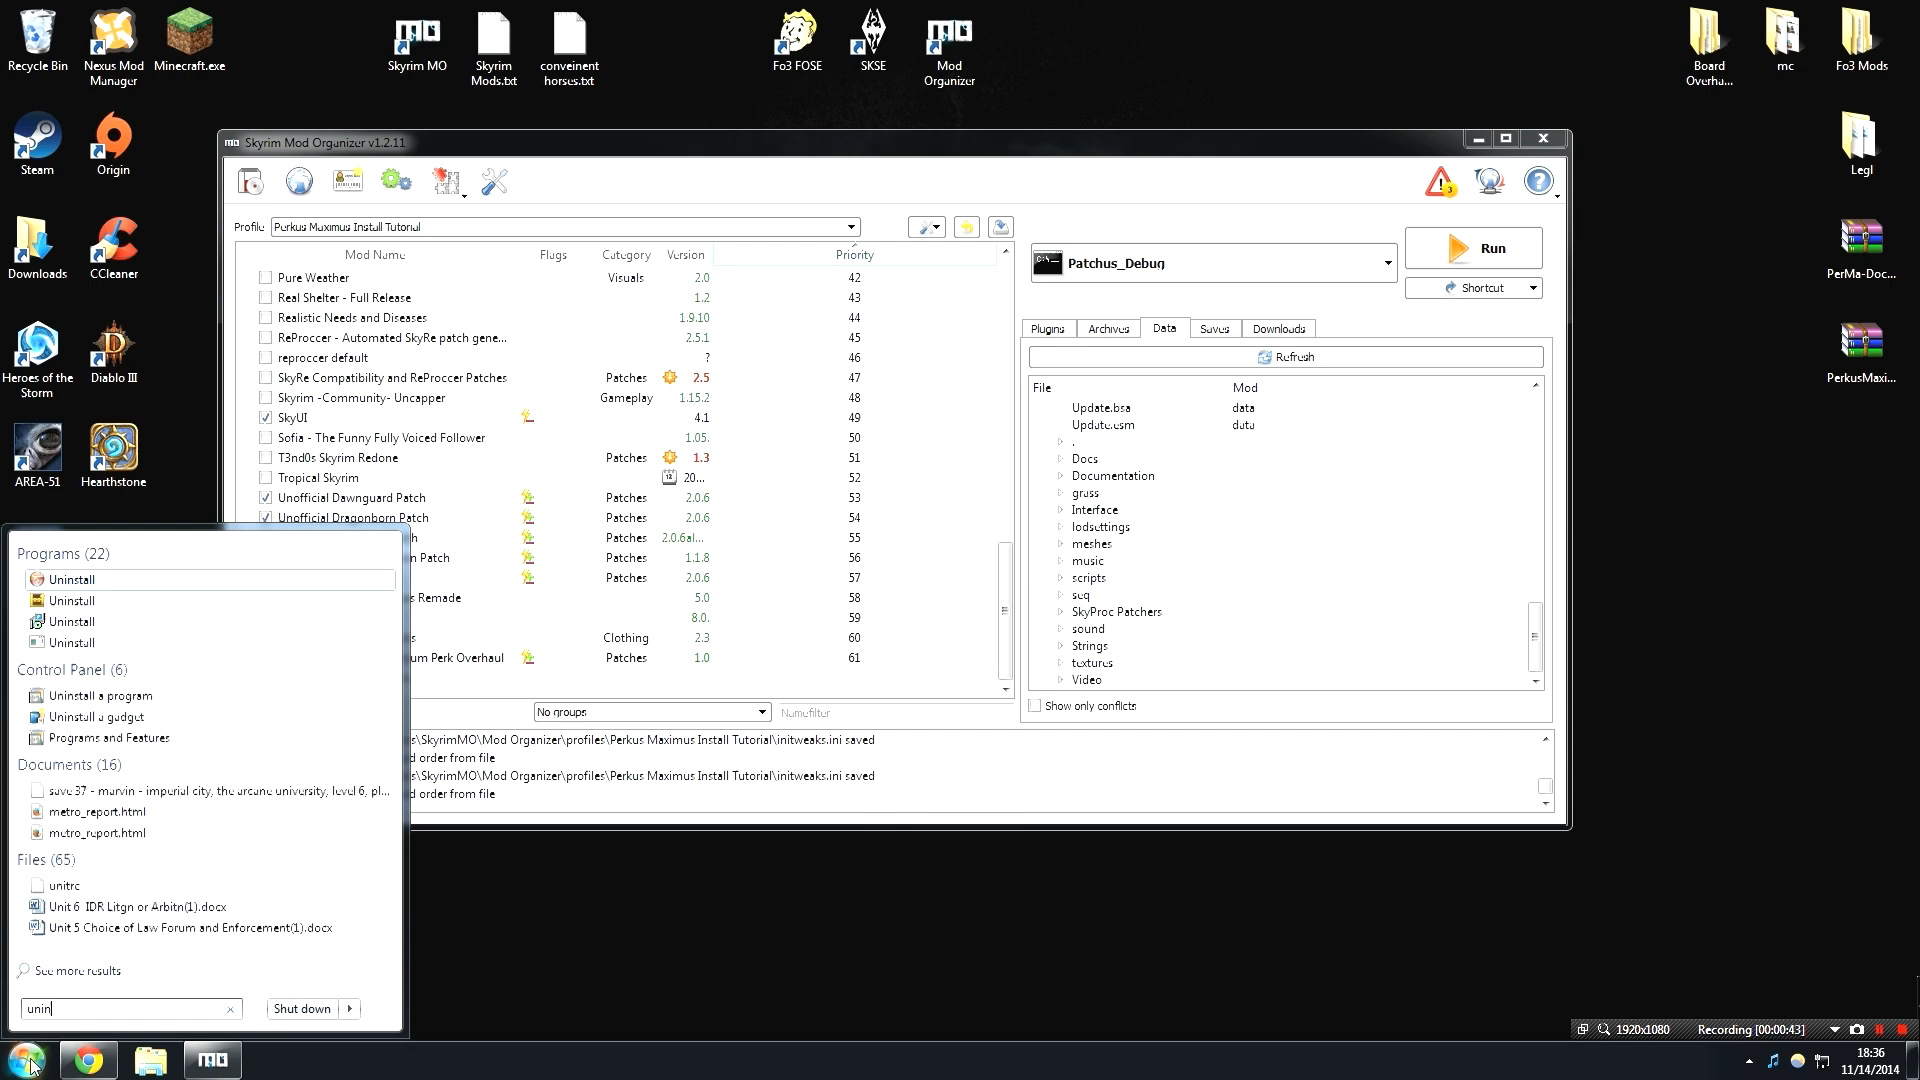 Recycle Bin
Nexus Mod Manager
Minecraft.exe
Skyrim MO
Skyrim Mods.txt
conveinent horses.txt
Fo3 FOSE
SKSE
Mod Organizer
Board Overha...
mc
Fo3 Mods
Steam
Origin
Legl
Downloads
CCleaner
PerMa-Doc...
Heroes of the Storm
Diablo III
PerkusMaxi...
AREA-51
Hearthstone
Skyrim Mod Organizer v1.2.11
3
Profile Perkus Maximus Install Tutorial
Mod Name Flags Category Version Priority
Pure Weather Visuals 2.0 42
Real Shelter - Full Release 1.2 43
Realistic Needs and Diseases 1.9.10 44
ReProccer - Automated SkyRe patch gene... 2.5.1 45
reproccer default ? 46
SkyRe Compatibility and ReProccer Patches Patches 2.5 47
Skyrim -Community- Uncapper Gameplay 1.15.2 48
SkyUI 4.1 49
Sofia - The Funny Fully Voiced Follower 1.05. 50
T3nd0s Skyrim Redone Patches 1.3 51
Tropical Skyrim 20... 52
Unofficial Dawnguard Patch Patches 2.0.6 53
Unofficial Dragonborn Patch Patches 2.0.6 54
h Patches 2.0.6al... 55
n Patch Patches 1.1.8 56
Patches 2.0.6 57
s Remade 5.0 58
8.0. 59
s Clothing 2.3 60
um Perk Overhaul Patches 1.0 61
No groups
Namefilter
Patchus_Debug
Run
Shortcut
Plugins Archives Data Saves Downloads
Refresh
File Mod
Update.bsa data
Update.esm data
.
Docs
Documentation
grass
Interface
lodsettings
meshes
music
scripts
seq
SkyProc Patchers
sound
Strings
textures
Video
Show only conflicts
s\SkyrimMO\Mod Organizer\profiles\Perkus Maximus Install Tutorial\initweaks.ini saved
d order from file
s\SkyrimMO\Mod Organizer\profiles\Perkus Maximus Install Tutorial\initweaks.ini saved
d order from file
Programs (22)
Uninstall
Uninstall
Uninstall
Uninstall
Control Panel (6)
Uninstall a program
Uninstall a gadget
Programs and Features
Documents (16)
save 37 - marvin - imperial city, the arcane university, level 6, pl...
metro_report.html
metro_report.html
Files (65)
unitrc
Unit 6 IDR Litgn or Arbitn(1).docx
Unit 5 Choice of Law Forum and Enforcement(1).docx
See more results
unin
Shut down
1920x1080 Recording [00:00:43]
18:36
11/14/2014